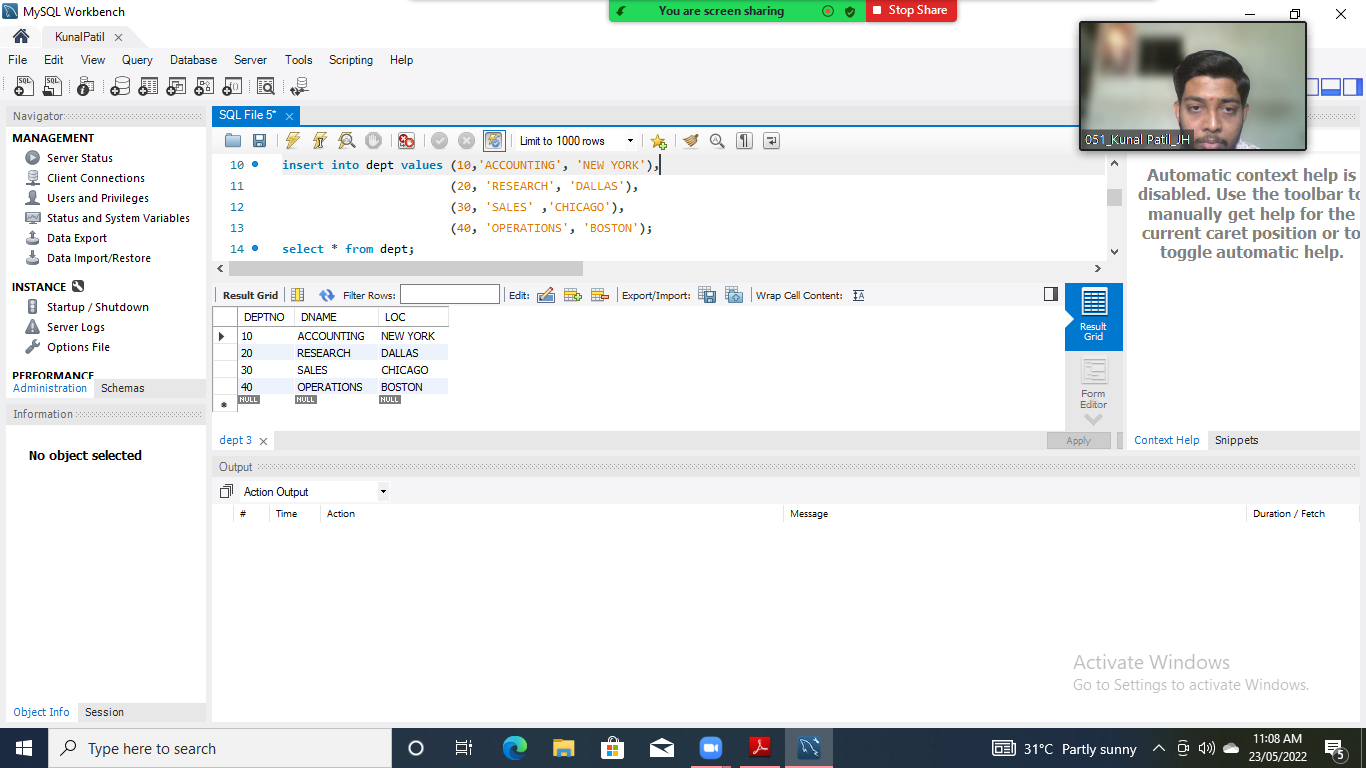 MySQL Workbench
You are screen sharing
Stop Share
KunalPatil
File Edit View Query Database Server Tools Scripting Help
Navigator
MANAGEMENT
Server Status
Client Connections
Users and Privileges
Status and System Variables
Data Export
Data Import/Restore
INSTANCE
Startup / Shutdown
Server Logs
Options File
PERFORMANCE
Administration Schemas
Information
No object selected
Object Info Session
SQL File 5*
Limit to 1000 rows
10 insert into dept values (10,'ACCOUNTING', 'NEW YORK'),
11 (20, 'RESEARCH', 'DALLAS'),
12 (30, 'SALES' ,'CHICAGO'),
13 (40, 'OPERATIONS', 'BOSTON');
14 select * from dept;
Result Grid Filter Rows: Edit: Export/Import: Wrap Cell Content:
DEPTNO DNAME LOC
10 ACCOUNTING NEW YORK
20 RESEARCH DALLAS
30 SALES CHICAGO
40 OPERATIONS BOSTON
NULL NULL NULL
Result
Grid
Form
Editor
dept 3
Apply
051_Kunal Patil_JH
Automatic context help is
disabled. Use the toolbar to
manually get help for the
current caret position or to
toggle automatic help.
Context Help Snippets
Output
Action Output
# Time Action Message Duration / Fetch
Activate Windows
Go to Settings to activate Windows.
Type here to search
31°C Partly sunny
11:08 AM
23/05/2022
5